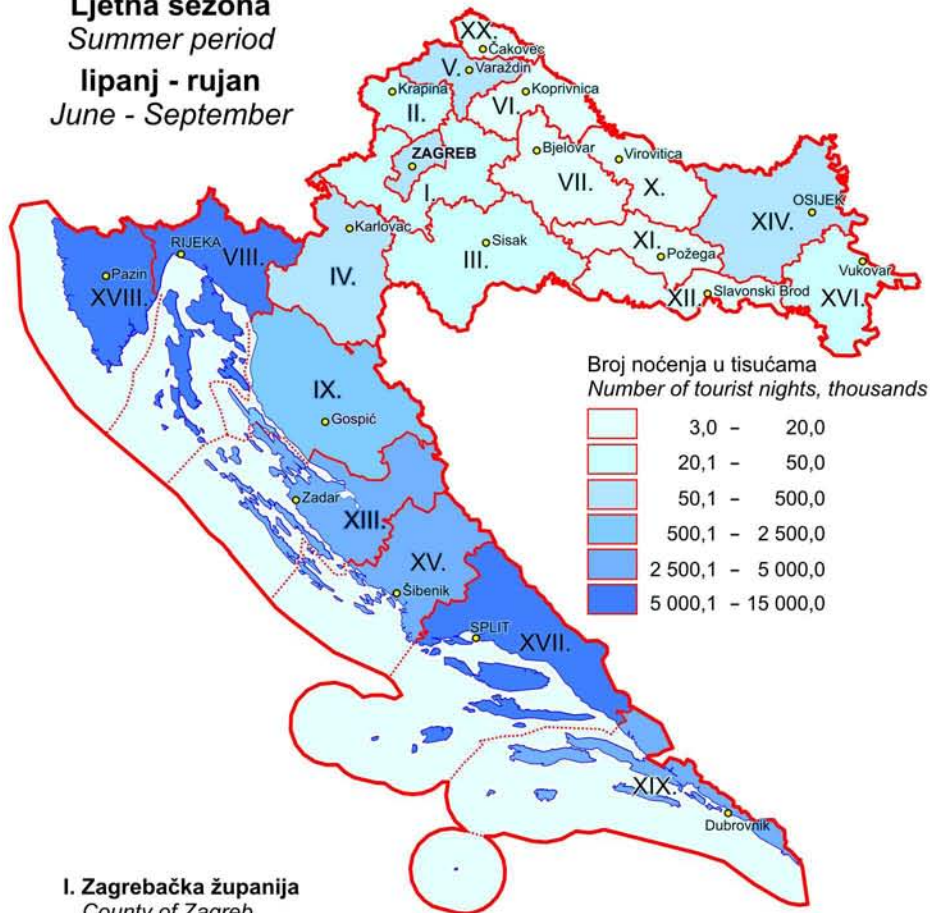 Ljetna sezona
Summer period
lipanj - rujan
June - September
XX.
Čakovec
V.
Varaždin
Krapina
II.
VI.
Koprivnica
ZAGREB
I.
Bjelovar
VII.
Virovitica
X.
OSIJEK
XIV.
Karlovac
IV.
Sisak
III.
XI.
Požega
Vukovar
XVI.
XII.
Slavonski Brod
RIJEKA
VIII.
Pazin
XVIII.
IX.
Gospić
Zadar
XIII.
XV.
Šibenik
SPLIT
XVII.
XIX.
Dubrovnik
Broj noćenja u tisućama
Number of tourist nights, thousands
3,0 – 20,0
20,1 – 50,0
50,1 – 500,0
500,1 – 2 500,0
2 500,1 – 5 000,0
5 000,1 – 15 000,0
I. Zagrebačka županija
County of Zagreb